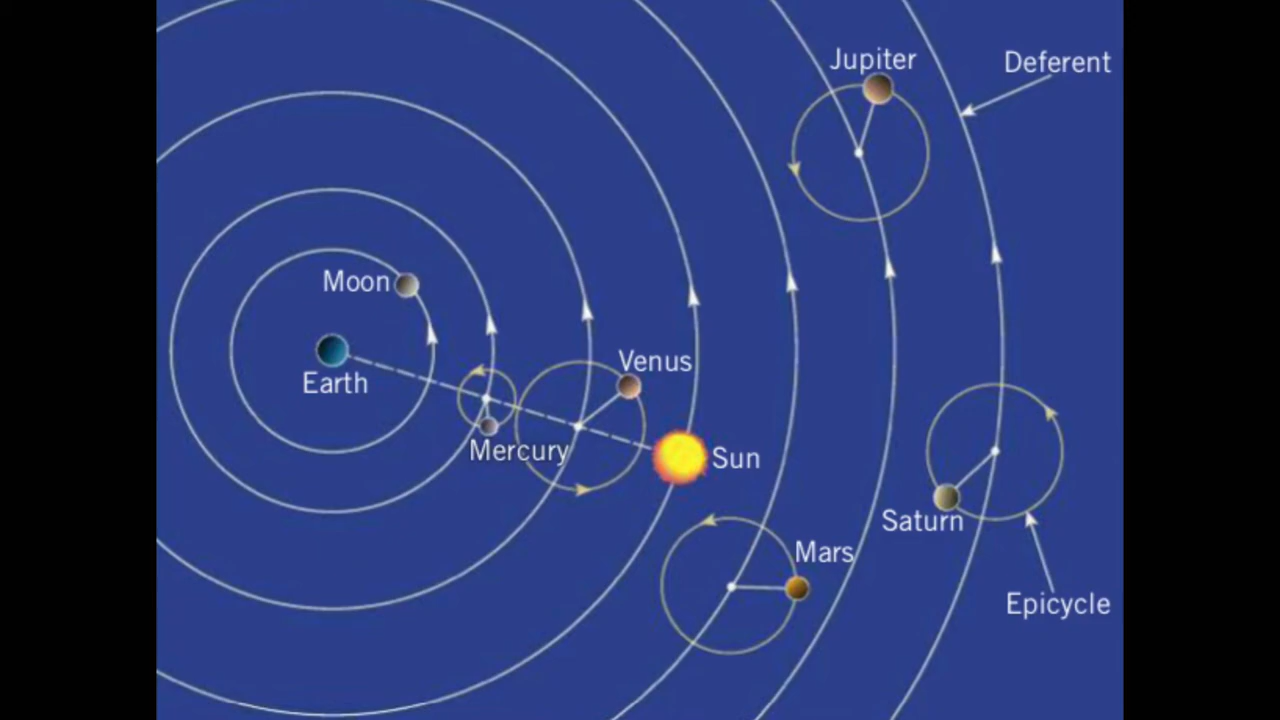 Jupiter
Deferent
Moon
Earth
Venus
Mercury
Sun
Saturn
Mars
Epicycle